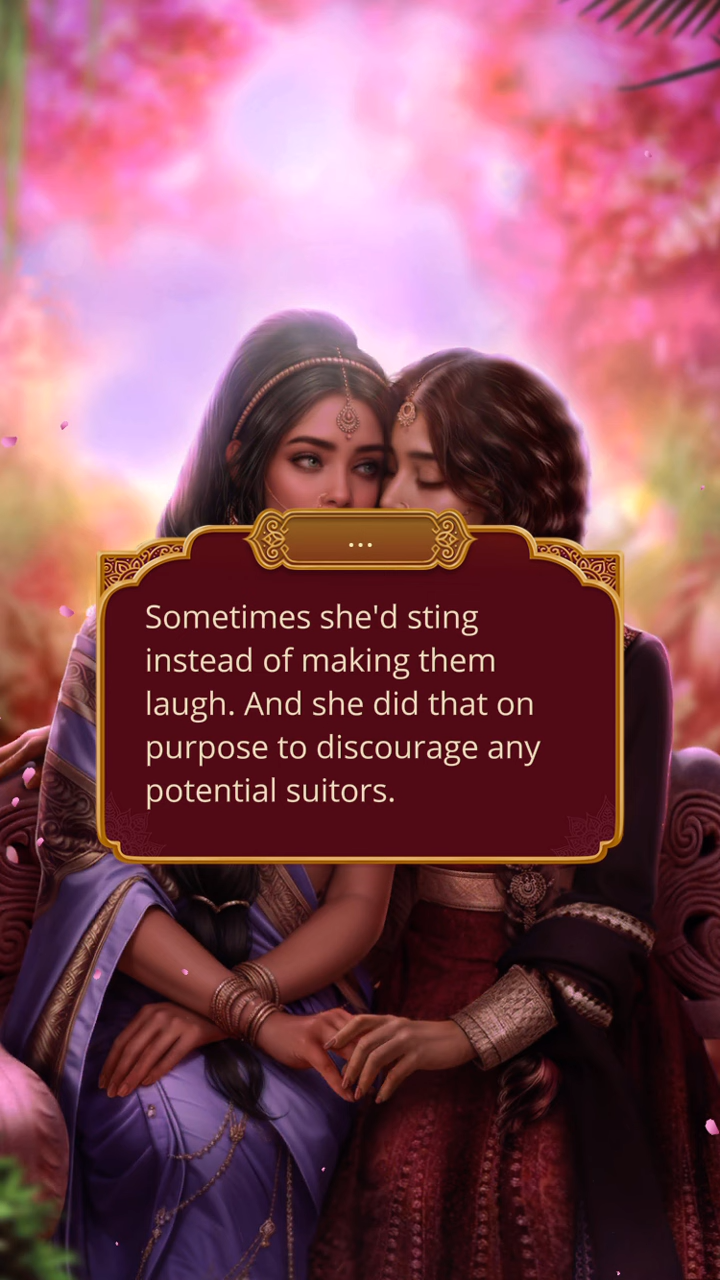 ...
Sometimes she'd sting
instead of making them
laugh. And she did that on
purpose to discourage any
potential suitors.